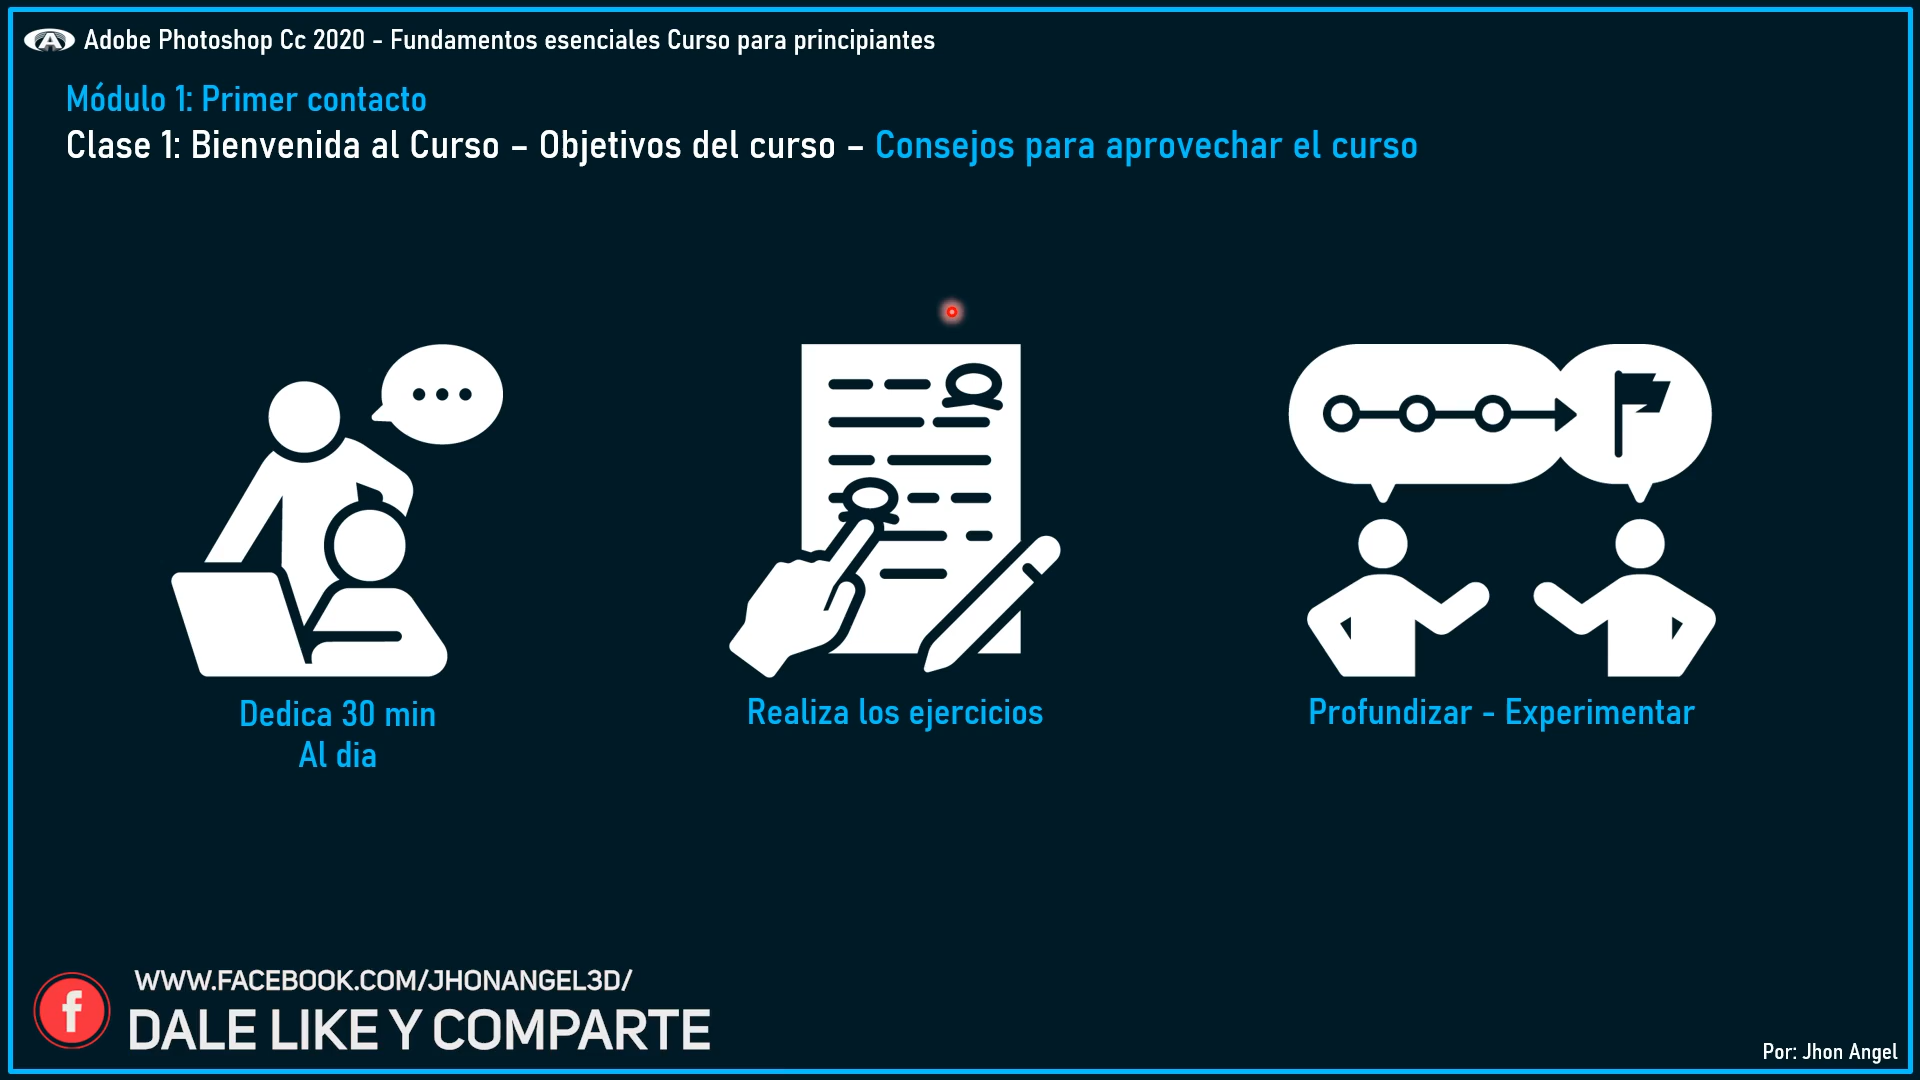 Adobe Photoshop Cc 2020 - Fundamentos esenciales Curso para principiantes
Módulo 1: Primer contacto
Clase 1: Bienvenida al Curso – Objetivos del curso – Consejos para aprovechar el curso
Dedica 30 min
Al dia
Realiza los ejercicios
Profundizar - Experimentar
WWW.FACEBOOK.COM/JHONANGEL3D/
DALE LIKE Y COMPARTE
Por: Jhon Angel